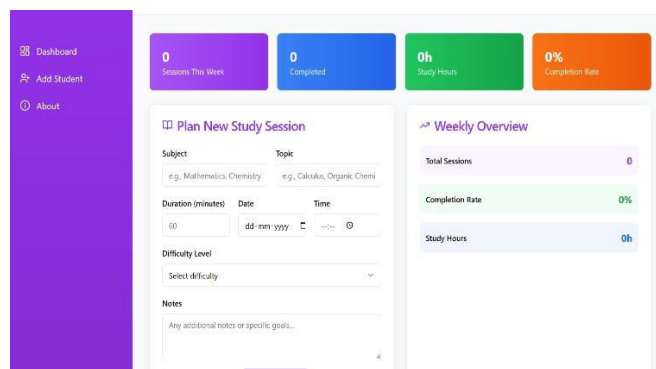 Dashboard
Add Student
About
0
Sessions This Week
0
Completed
0h
Study Hours
0%
Completion Rate
Plan New Study Session
Subject
Topic
e.g., Mathematics, Chemistry
e.g., Calculus, Organic Chemi
Duration (minutes)
Date
Time
60
dd-mm-yyyy
--:--
Difficulty Level
Select difficulty
Notes
Any additional notes or specific goals...
Weekly Overview
Total Sessions
0
Completion Rate
0%
Study Hours
0h